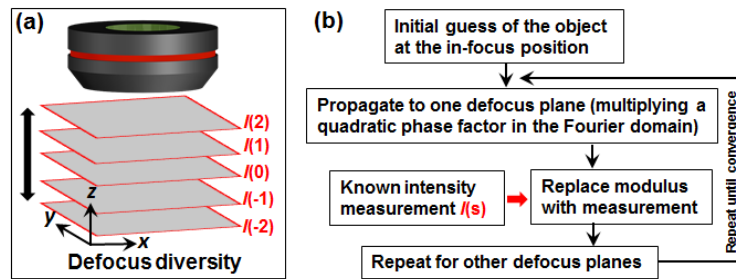 (a)
I(2)
I(1)
I(0)
I(-1)
I(-2)
z
y
x
Defocus diversity
(b)
Initial guess of the object
at the in-focus position
Propagate to one defocus plane (multiplying a
quadratic phase factor in the Fourier domain)
Known intensity
measurement I(s)
Replace modulus
with measurement
Repeat for other defocus planes
Repeat until convergence